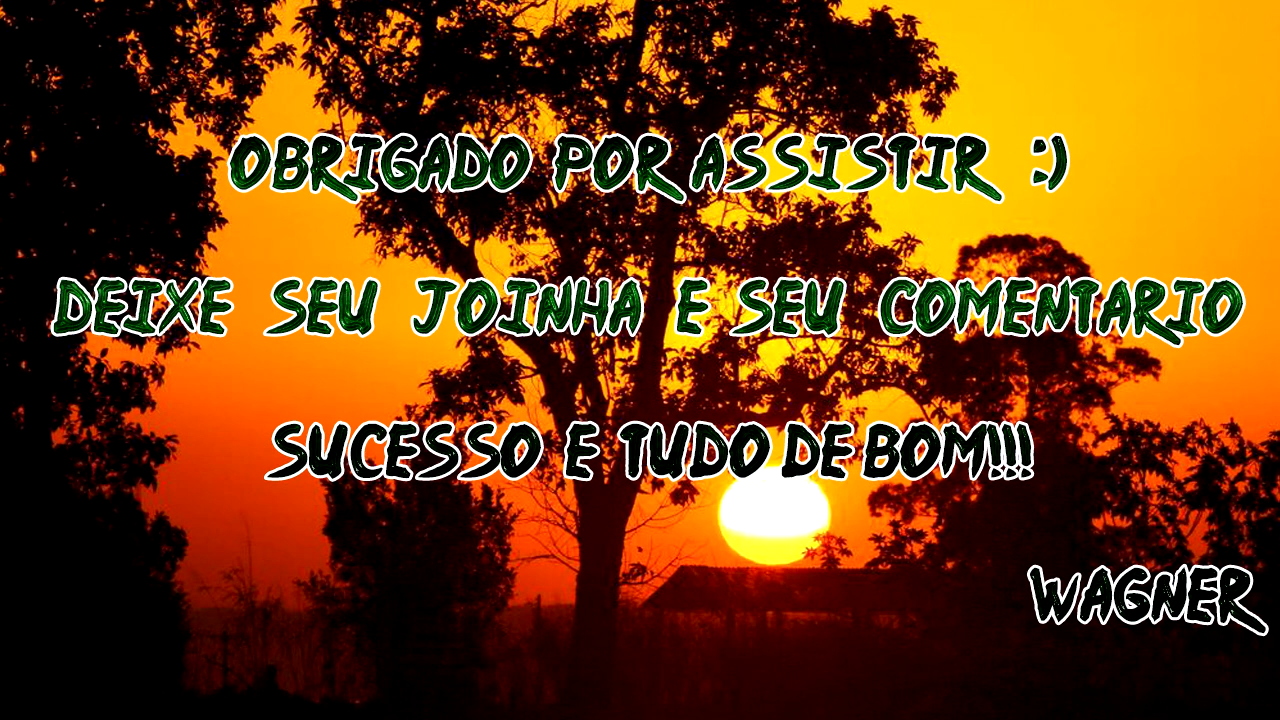 OBRIGADO POR ASSISTIR :)
DEIXE SEU JOINHA E SEU COMENTARIO
SUCESSO E TUDO DE BOM!!!
WAGNER